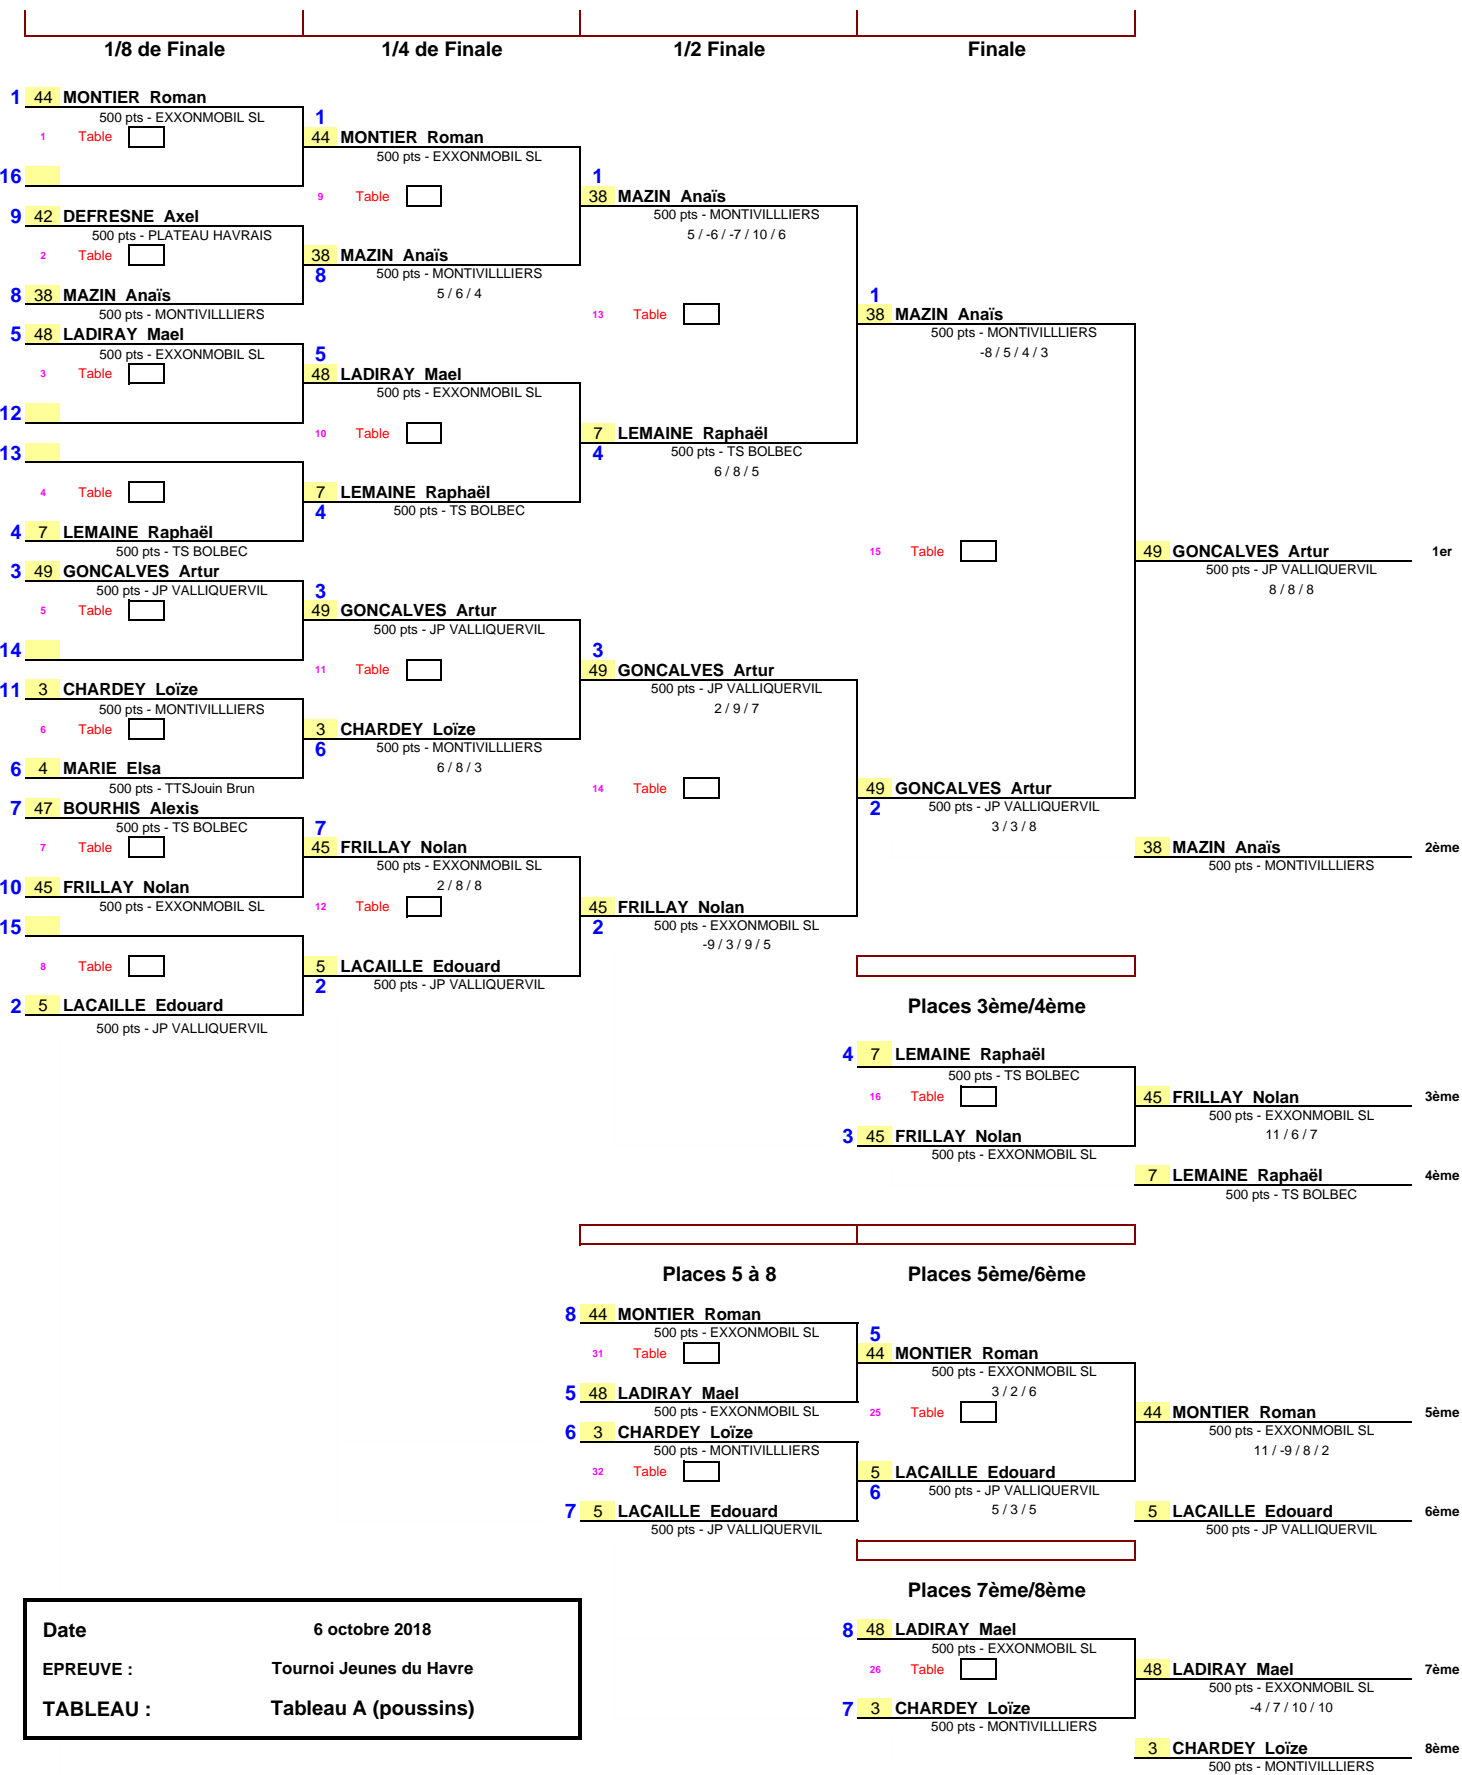 1/8 de Finale
1/4 de Finale
1/2 Finale
Finale
1 44 MONTIER Roman
500 pts - EXXONMOBIL SL
1 Table
16
9 42 DEFRESNE Axel
500 pts - PLATEAU HAVRAIS
2 Table
8 38 MAZIN Anaïs
500 pts - MONTIVILLLIERS
5 48 LADIRAY Mael
500 pts - EXXONMOBIL SL
3 Table
12
13
4 Table
4 7 LEMAINE Raphaël
500 pts - TS BOLBEC
3 49 GONCALVES Artur
500 pts - JP VALLIQUERVIL
5 Table
14
11 3 CHARDEY Loïze
500 pts - MONTIVILLLIERS
6 Table
6 4 MARIE Elsa
500 pts - TTSJouin Brun
7 47 BOURHIS Alexis
500 pts - TS BOLBEC
7 Table
10 45 FRILLAY Nolan
500 pts - EXXONMOBIL SL
15
8 Table
2 5 LACAILLE Edouard
500 pts - JP VALLIQUERVIL
1
44 MONTIER Roman
500 pts - EXXONMOBIL SL
9 Table
38 MAZIN Anaïs
8 500 pts - MONTIVILLLIERS
5 / 6 / 4
5
48 LADIRAY Mael
500 pts - EXXONMOBIL SL
10 Table
7 LEMAINE Raphaël
4 500 pts - TS BOLBEC
3
49 GONCALVES Artur
500 pts - JP VALLIQUERVIL
11 Table
3 CHARDEY Loïze
6 500 pts - MONTIVILLLIERS
6 / 8 / 3
7
45 FRILLAY Nolan
500 pts - EXXONMOBIL SL
2 / 8 / 8
12 Table
5 LACAILLE Edouard
2 500 pts - JP VALLIQUERVIL
1
38 MAZIN Anaïs
500 pts - MONTIVILLLIERS
5 / -6 / -7 / 10 / 6
13 Table
7 LEMAINE Raphaël
4 500 pts - TS BOLBEC
6 / 8 / 5
3
49 GONCALVES Artur
500 pts - JP VALLIQUERVIL
2 / 9 / 7
14 Table
45 FRILLAY Nolan
2 500 pts - EXXONMOBIL SL
-9 / 3 / 9 / 5
1
38 MAZIN Anaïs
500 pts - MONTIVILLLIERS
-8 / 5 / 4 / 3
15 Table
49 GONCALVES Artur
2 500 pts - JP VALLIQUERVIL
3 / 3 / 8
49 GONCALVES Artur 1er
500 pts - JP VALLIQUERVIL
8 / 8 / 8
38 MAZIN Anaïs 2ème
500 pts - MONTIVILLLIERS
Places 3ème/4ème
4 7 LEMAINE Raphaël
500 pts - TS BOLBEC
16 Table
3 45 FRILLAY Nolan
500 pts - EXXONMOBIL SL
45 FRILLAY Nolan 3ème
500 pts - EXXONMOBIL SL
11 / 6 / 7
7 LEMAINE Raphaël 4ème
500 pts - TS BOLBEC
Places 5 à 8
Places 5ème/6ème
8 44 MONTIER Roman
500 pts - EXXONMOBIL SL
31 Table
5 48 LADIRAY Mael
500 pts - EXXONMOBIL SL
6 3 CHARDEY Loïze
500 pts - MONTIVILLLIERS
32 Table
7 5 LACAILLE Edouard
500 pts - JP VALLIQUERVIL
5
44 MONTIER Roman
500 pts - EXXONMOBIL SL
3 / 2 / 6
25 Table
5 LACAILLE Edouard
6 500 pts - JP VALLIQUERVIL
5 / 3 / 5
44 MONTIER Roman 5ème
500 pts - EXXONMOBIL SL
11 / -9 / 8 / 2
5 LACAILLE Edouard 6ème
500 pts - JP VALLIQUERVIL
Places 7ème/8ème
8 48 LADIRAY Mael
500 pts - EXXONMOBIL SL
26 Table
7 3 CHARDEY Loïze
500 pts - MONTIVILLLIERS
48 LADIRAY Mael 7ème
500 pts - EXXONMOBIL SL
-4 / 7 / 10 / 10
3 CHARDEY Loïze 8ème
500 pts - MONTIVILLLIERS
Date 6 octobre 2018
EPREUVE : Tournoi Jeunes du Havre
TABLEAU : Tableau A (poussins)